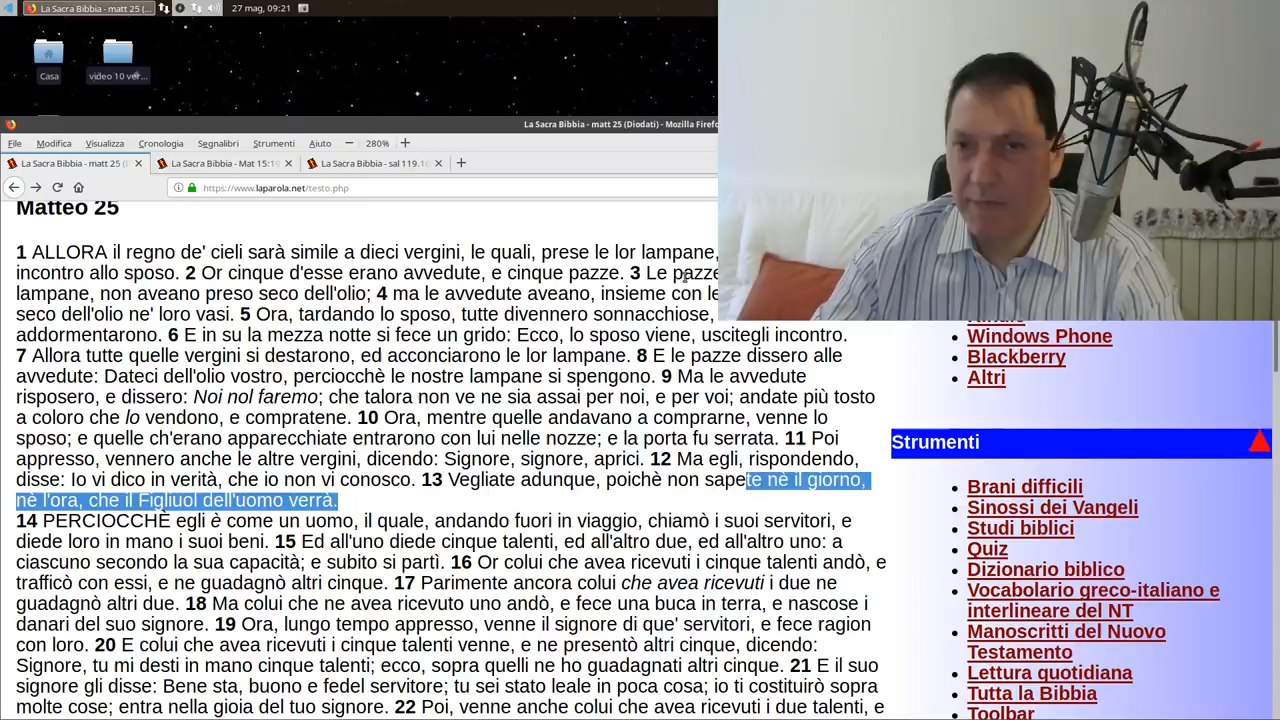 La Sacra Bibbia - matt 25 (...
27 mag, 09:21
Casa
video 10 ver...
La Sacra Bibbia - matt 25 (Diodati) - Mozilla Firefo
File Modifica Visualizza Cronologia Segnalibri Strumenti Aiuto − 280% +
La Sacra Bibbia - matt 25 (D × La Sacra Bibbia - Mat 15:19 × La Sacra Bibbia - sal 119.10 × +
https://www.laparola.net/testo.php
Matteo 25
1 ALLORA il regno de' cieli sarà simile a dieci vergini, le quali, prese le lor lampane,
incontro allo sposo. 2 Or cinque d'esse erano avvedute, e cinque pazze. 3 Le pazze
lampane, non aveano preso seco dell'olio; 4 ma le avvedute aveano, insieme con le
seco dell'olio ne' loro vasi. 5 Ora, tardando lo sposo, tutte divennero sonnacchiose,
addormentarono. 6 E in su la mezza notte si fece un grido: Ecco, lo sposo viene, uscitegli incontro.
7 Allora tutte quelle vergini si destarono, ed acconciarono le lor lampane. 8 E le pazze dissero alle
avvedute: Dateci dell'olio vostro, perciocchè le nostre lampane si spengono. 9 Ma le avvedute
risposero, e dissero: Noi nol faremo; che talora non ve ne sia assai per noi, e per voi; andate più tosto
a coloro che lo vendono, e compratene. 10 Ora, mentre quelle andavano a comprarne, venne lo
sposo; e quelle ch'erano apparecchiate entrarono con lui nelle nozze; e la porta fu serrata. 11 Poi
appresso, vennero anche le altre vergini, dicendo: Signore, signore, aprici. 12 Ma egli, rispondendo,
disse: Io vi dico in verità, che io non vi conosco. 13 Vegliate adunque, poichè non sapete nè il giorno,
nè l'ora, che il Figliuol dell'uomo verrà.
14 PERCIOCCHÈ egli è come un uomo, il quale, andando fuori in viaggio, chiamò i suoi servitori, e
diede loro in mano i suoi beni. 15 Ed all'uno diede cinque talenti, ed all'altro due, ed all'altro uno: a
ciascuno secondo la sua capacità; e subito si partì. 16 Or colui che avea ricevuti i cinque talenti andò, e
trafficò con essi, e ne guadagnò altri cinque. 17 Parimente ancora colui che avea ricevuti i due ne
guadagnò altri due. 18 Ma colui che ne avea ricevuto uno andò, e fece una buca in terra, e nascose i
danari del suo signore. 19 Ora, lungo tempo appresso, venne il signore di que' servitori, e fece ragion
con loro. 20 E colui che avea ricevuti i cinque talenti venne, e ne presentò altri cinque, dicendo:
Signore, tu mi desti in mano cinque talenti; ecco, sopra quelli ne ho guadagnati altri cinque. 21 E il suo
signore gli disse: Bene sta, buono e fedel servitore; tu sei stato leale in poca cosa; io ti costituirò sopra
molte cose; entra nella gioia del tuo signore. 22 Poi, venne anche colui che avea ricevuti i due talenti, e
Windows Phone
Blackberry
Altri
Strumenti
Brani difficili
Sinossi dei Vangeli
Studi biblici
Quiz
Dizionario biblico
Vocabolario greco-italiano e
interlineare del NT
Manoscritti del Nuovo
Testamento
Lettura quotidiana
Tutta la Bibbia
Toolbar